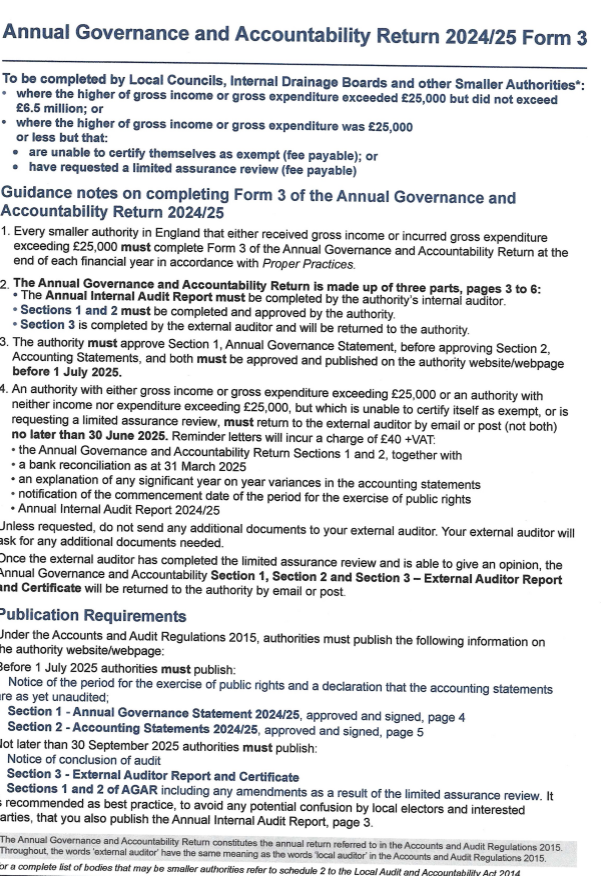 Annual Governance and Accountability Return 2024/25 Form 3
To be completed by Local Councils, Internal Drainage Boards and other Smaller Authorities*:
• where the higher of gross income or gross expenditure exceeded £25,000 but did not exceed
£6.5 million; or
• where the higher of gross income or gross expenditure was £25,000
or less but that:
• are unable to certify themselves as exempt (fee payable); or
• have requested a limited assurance review (fee payable)
Guidance notes on completing Form 3 of the Annual Governance and
Accountability Return 2024/25
1. Every smaller authority in England that either received gross income or incurred gross expenditure
exceeding £25,000 must complete Form 3 of the Annual Governance and Accountability Return at the
end of each financial year in accordance with Proper Practices.
2. The Annual Governance and Accountability Return is made up of three parts, pages 3 to 6:
• The Annual Internal Audit Report must be completed by the authority's internal auditor.
• Sections 1 and 2 must be completed and approved by the authority.
• Section 3 is completed by the external auditor and will be returned to the authority.
3. The authority must approve Section 1, Annual Governance Statement, before approving Section 2,
Accounting Statements, and both must be approved and published on the authority website/webpage
before 1 July 2025.
4. An authority with either gross income or gross expenditure exceeding £25,000 or an authority with
neither income nor expenditure exceeding £25,000, but which is unable to certify itself as exempt, or is
requesting a limited assurance review, must return to the external auditor by email or post (not both)
no later than 30 June 2025. Reminder letters will incur a charge of £40 +VAT:
• the Annual Governance and Accountability Return Sections 1 and 2, together with
• a bank reconciliation as at 31 March 2025
• an explanation of any significant year on year variances in the accounting statements
• notification of the commencement date of the period for the exercise of public rights
• Annual Internal Audit Report 2024/25
Unless requested, do not send any additional documents to your external auditor. Your external auditor will
ask for any additional documents needed.
Once the external auditor has completed the limited assurance review and is able to give an opinion, the
Annual Governance and Accountability Section 1, Section 2 and Section 3 – External Auditor Report
and Certificate will be returned to the authority by email or post.
Publication Requirements
Under the Accounts and Audit Regulations 2015, authorities must publish the following information on
the authority website/webpage:
Before 1 July 2025 authorities must publish:
Notice of the period for the exercise of public rights and a declaration that the accounting statements
are as yet unaudited;
Section 1 - Annual Governance Statement 2024/25, approved and signed, page 4
Section 2 - Accounting Statements 2024/25, approved and signed, page 5
Not later than 30 September 2025 authorities must publish:
Notice of conclusion of audit
Section 3 - External Auditor Report and Certificate
Sections 1 and 2 of AGAR including any amendments as a result of the limited assurance review. It
s recommended as best practice, to avoid any potential confusion by local electors and interested
arties, that you also publish the Annual Internal Audit Report, page 3.
The Annual Governance and Accountability Return constitutes the annual return referred to in the Accounts and Audit Regulations 2015.
Throughout, the words 'external auditor' have the same meaning as the words 'local auditor' in the Accounts and Audit Regulations 2015.
or a complete list of bodies that may be smaller authorities refer to schedule 2 to the Local Audit and Accountability Act 2014